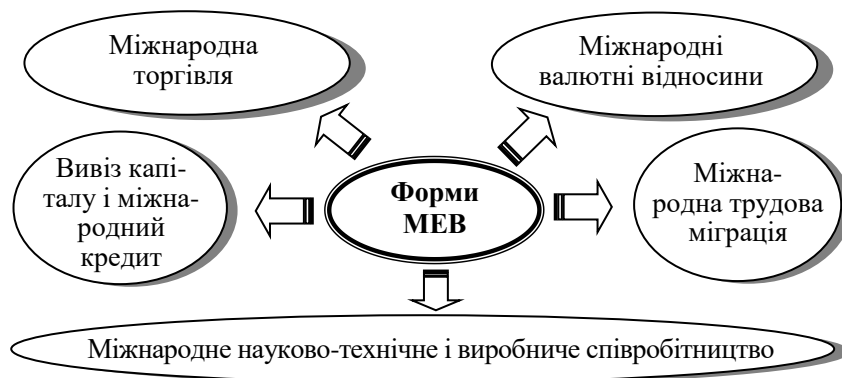 Міжнародна
торгівля
Міжнародні
валютні відносини
Вивіз капі-
талу і міжна-
родний
кредит
Форми
МЕВ
Міжна-
родна трудова
міграція
Міжнародне науково-технічне і виробниче співробітництво